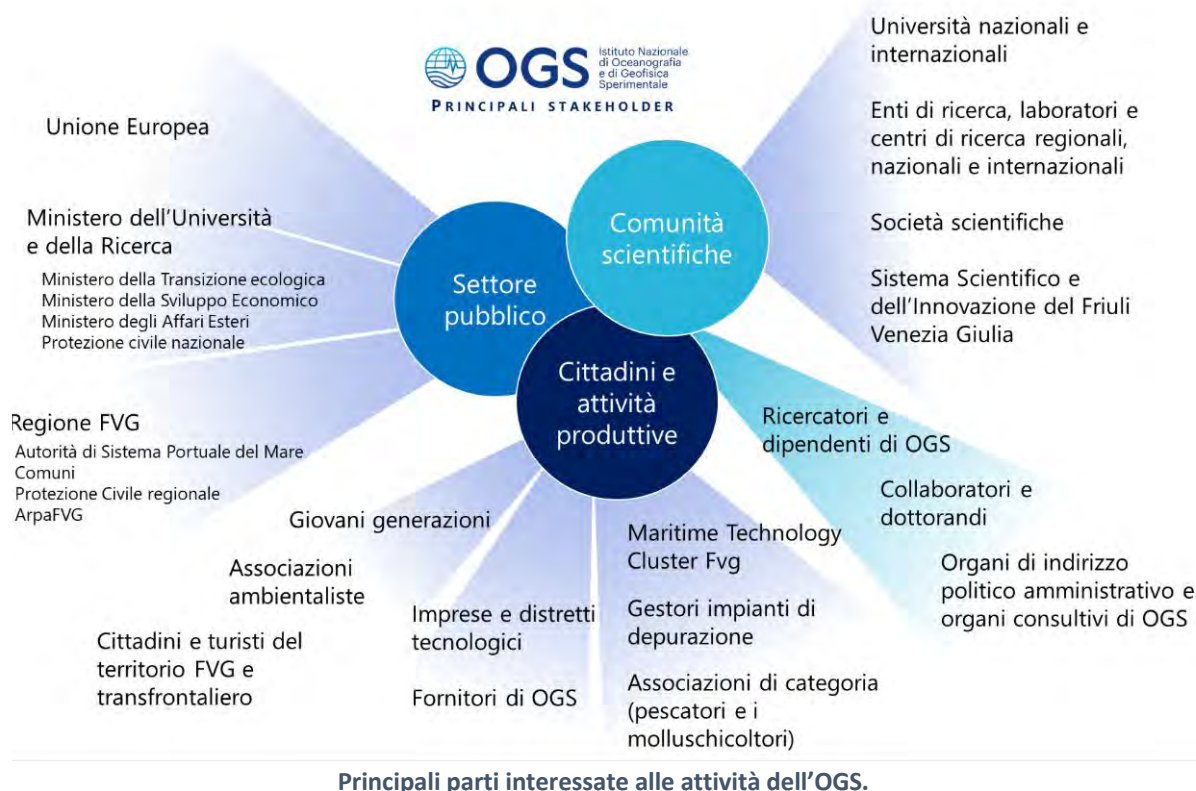 OGS
Istituto Nazionale
di Oceanografia
e di Geofisica
Sperimentale
PRINCIPALI STAKEHOLDER
Unione Europea
Ministero dell'Università
e della Ricerca
Ministero della Transizione ecologica
Ministero della Sviluppo Economico
Ministero degli Affari Esteri
Protezione civile nazionale
Regione FVG
Autorità di Sistema Portuale del Mare
Comuni
Protezione Civile regionale
ArpaFVG
Settore
pubblico
Comunità
scientifiche
Cittadini e
attività
produttive
Università nazionali e
internazionali
Enti di ricerca, laboratori e
centri di ricerca regionali,
nazionali e internazionali
Società scientifiche
Sistema Scientifico e
dell'Innovazione del Friuli
Venezia Giulia
Ricercatori e
dipendenti di OGS
Collaboratori e
dottorandi
Organi di indirizzo
politico amministrativo e
organi consultivi di OGS
Giovani generazioni
Associazioni
ambientaliste
Cittadini e turisti del
territorio FVG e
transfrontaliero
Imprese e distretti
tecnologici
Fornitori di OGS
Maritime Technology
Cluster Fvg
Gestori impianti di
depurazione
Associazioni di categoria
(pescatori e i
molluschicoltori)
Principali parti interessate alle attività dell'OGS.